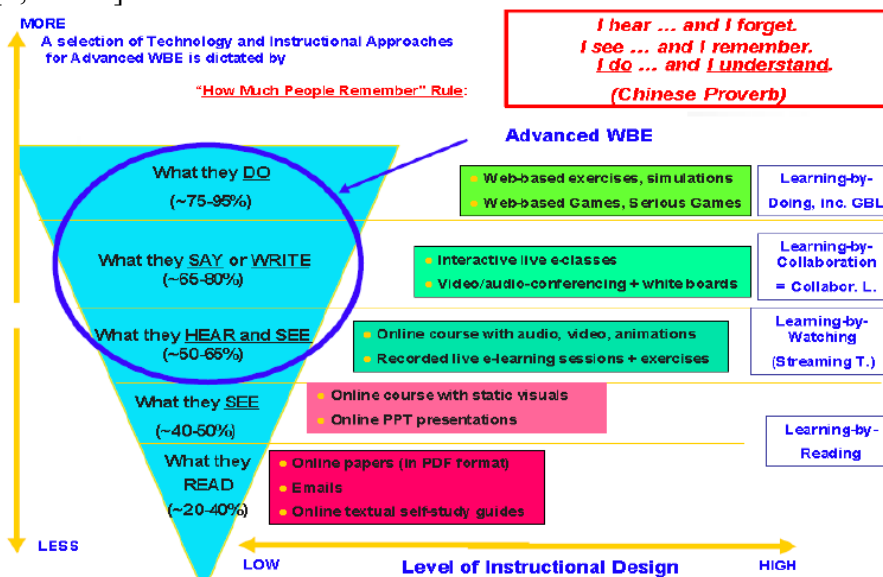 MORE
A selection of Technology and Instructional Approaches
for Advanced WBE is dictated by
"How Much People Remember" Rule:
I hear ... and I forget.
I see ... and I remember.
I do ... and I understand.
(Chinese Proverb)
Advanced WBE
What they DO
(~75-95%)
Web-based exercises, simulations
Web-based Games, Serious Games
Learning-by-
Doing, inc. GBL
What they SAY or WRITE
(~65-80%)
Interactive live e-classes
Video/audio-conferencing + white boards
Learning-by-
Collaboration
= Collabor. L.
What they HEAR and SEE
(~50-65%)
Online course with audio, video, animations
Recorded live e-learning sessions + exercises
Learning-by-
Watching
(Streaming T.)
What they SEE
(~40-50%)
Online course with static visuals
Online PPT presentations
Learning-by-
Reading
What they
READ
(~20-40%)
Online papers (in PDF format)
Emails
Online textual self-study guides
LESS
LOW
Level of Instructional Design
HIGH